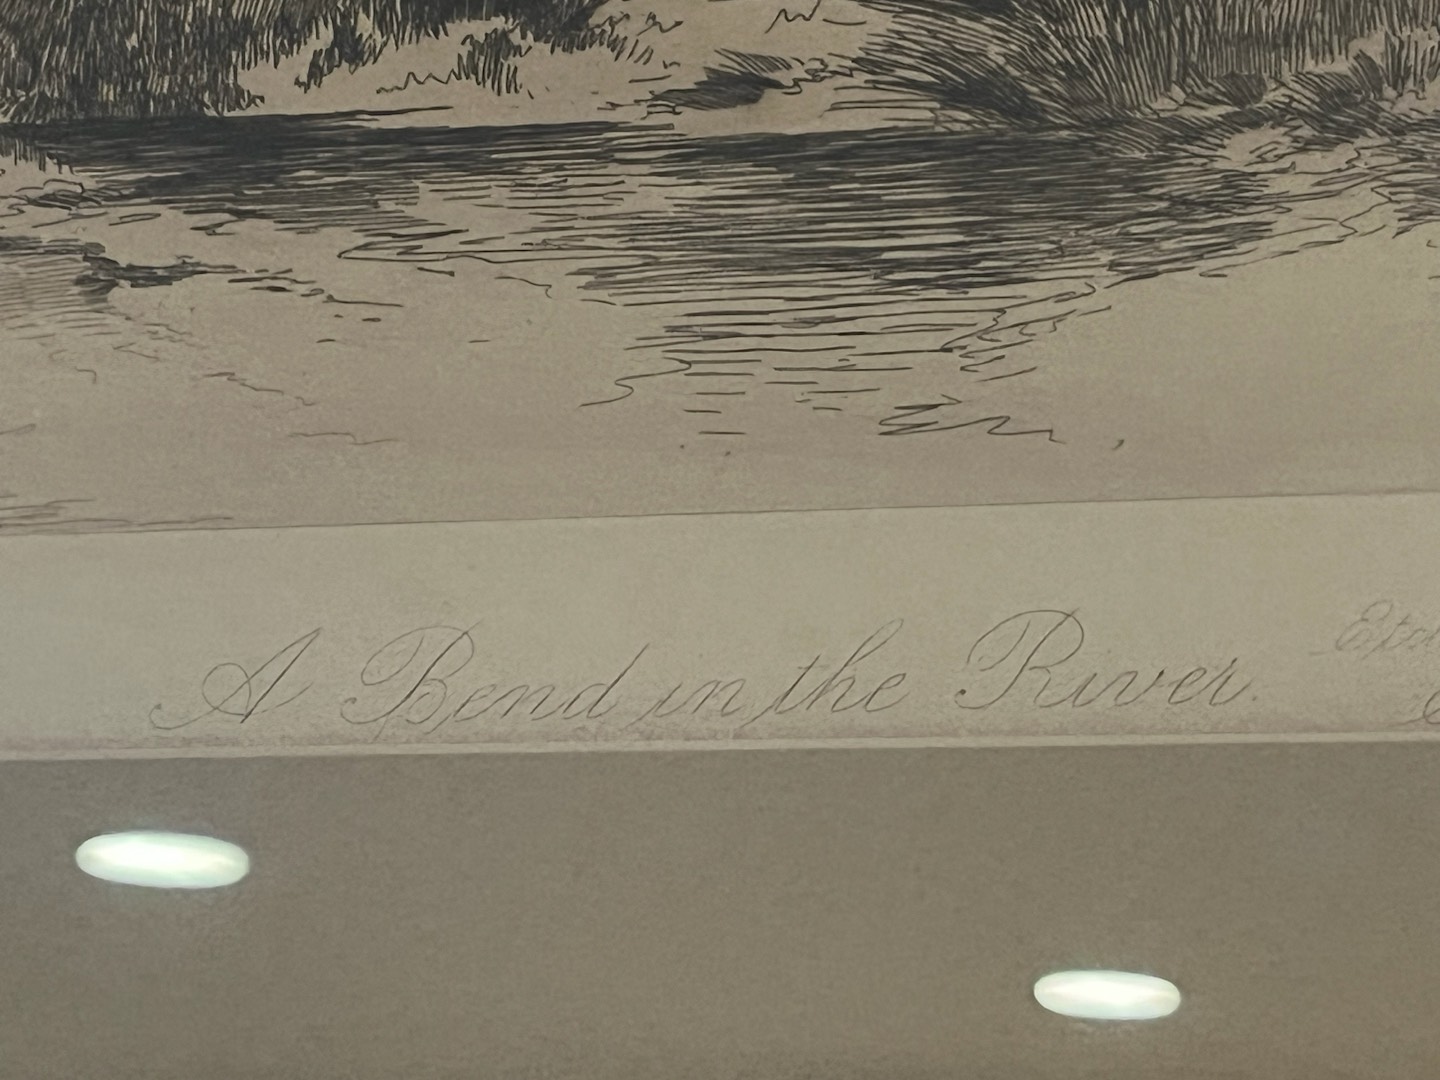 A Bend in the River.